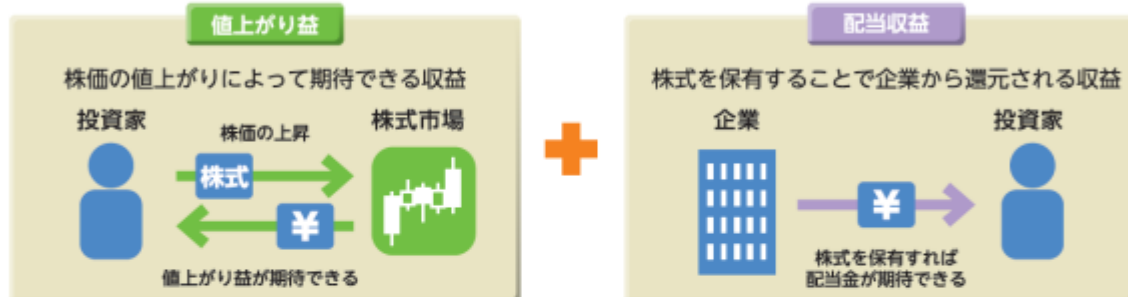 値上がり益
株価の値上がりによって期待できる収益
投資家
株価の上昇
株式市場
株式
¥
値上がり益が期待できる
配当収益
株式を保有することで企業から還元される収益
企業
投資家
¥
株式を保有すれば
配当金が期待できる